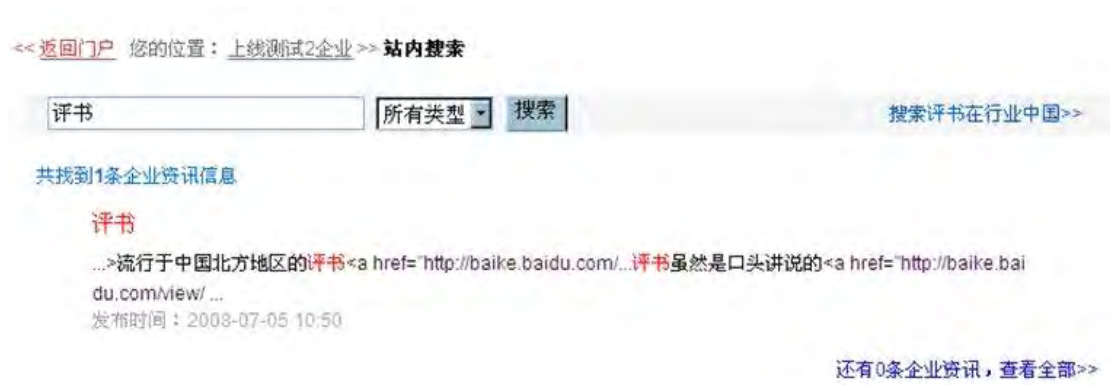 << 返回门户 您的位置：上线测试2企业 >> 站内搜索
评书 所有类型 搜索 搜索评书在行业中国>>
共找到1条企业资讯信息
评书
...>流行于中国北方地区的评书<a href="http://baike.baidu.com/...评书虽然是口头讲说的<a href="http://baike.bai
du.com/view/ ...
发布时间：2008-07-05 10:50
还有0条企业资讯，查看全部>>